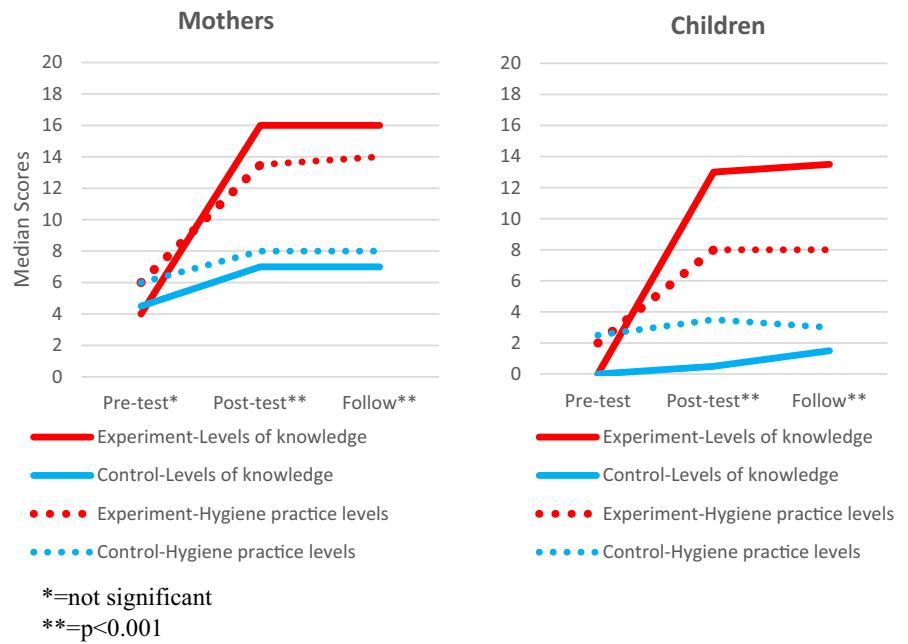 Mothers
Median Scores
20
18
16
14
12
10
8
6
4
2
0
Pre-test* Post-test** Follow**
Experiment-Levels of knowledge
Control-Levels of knowledge
Experiment-Hygiene practice levels
Control-Hygiene practice levels
Children
20
18
16
14
12
10
8
6
4
2
0
Pre-test Post-test** Follow**
Experiment-Levels of knowledge
Control-Levels of knowledge
Experiment-Hygiene practice levels
Control-Hygiene practice levels
*=not significant
**=p<0.001